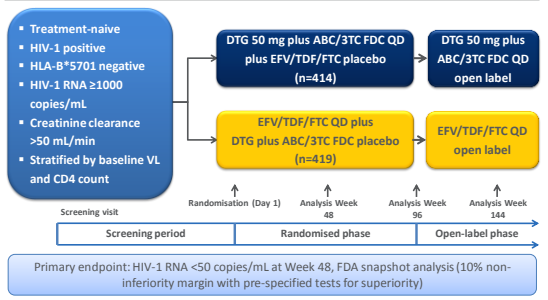 Treatment-naive
HIV-1 positive
HLA-B*5701 negative
HIV-1 RNA ≥1000
copies/mL
Creatinine clearance
>50 mL/min
Stratified by baseline VL
and CD4 count
DTG 50 mg plus ABC/3TC FDC QD
plus EFV/TDF/FTC placebo
(n=414)
DTG 50 mg plus
ABC/3TC FDC QD
open label
EFV/TDF/FTC QD plus
DTG plus ABC/3TC FDC placebo
(n=419)
EFV/TDF/FTC QD
open label
Screening visit
Randomisation (Day 1)
Analysis Week
48
Analysis Week
96
Analysis Week
144
Screening period
Randomised phase
Open-label phase
Primary endpoint: HIV-1 RNA <50 copies/mL at Week 48, FDA snapshot analysis (10% non-
inferiority margin with pre-specified tests for superiority)